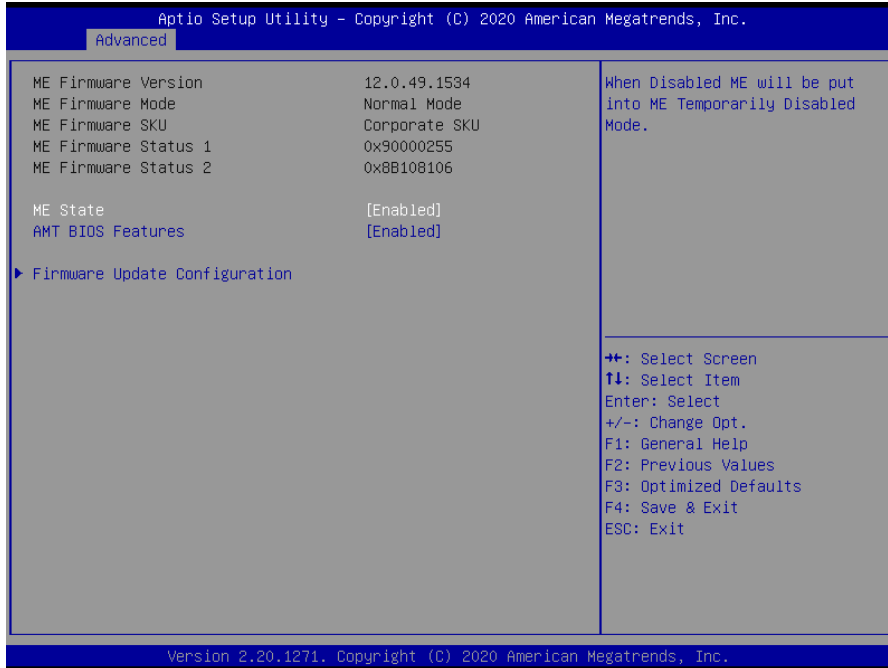 Aptio Setup Utility – Copyright (C) 2020 American Megatrends, Inc.
Advanced
ME Firmware Version 12.0.49.1534
ME Firmware Mode Normal Mode
ME Firmware SKU Corporate SKU
ME Firmware Status 1 0x90000255
ME Firmware Status 2 0x8B108106
ME State [Enabled]
AMT BIOS Features [Enabled]
Firmware Update Configuration
When Disabled ME will be put
into ME Temporarily Disabled
Mode.
→←: Select Screen
↑↓: Select Item
Enter: Select
+/-: Change Opt.
F1: General Help
F2: Previous Values
F3: Optimized Defaults
F4: Save & Exit
ESC: Exit
Version 2.20.1271. Copyright (C) 2020 American Megatrends, Inc.